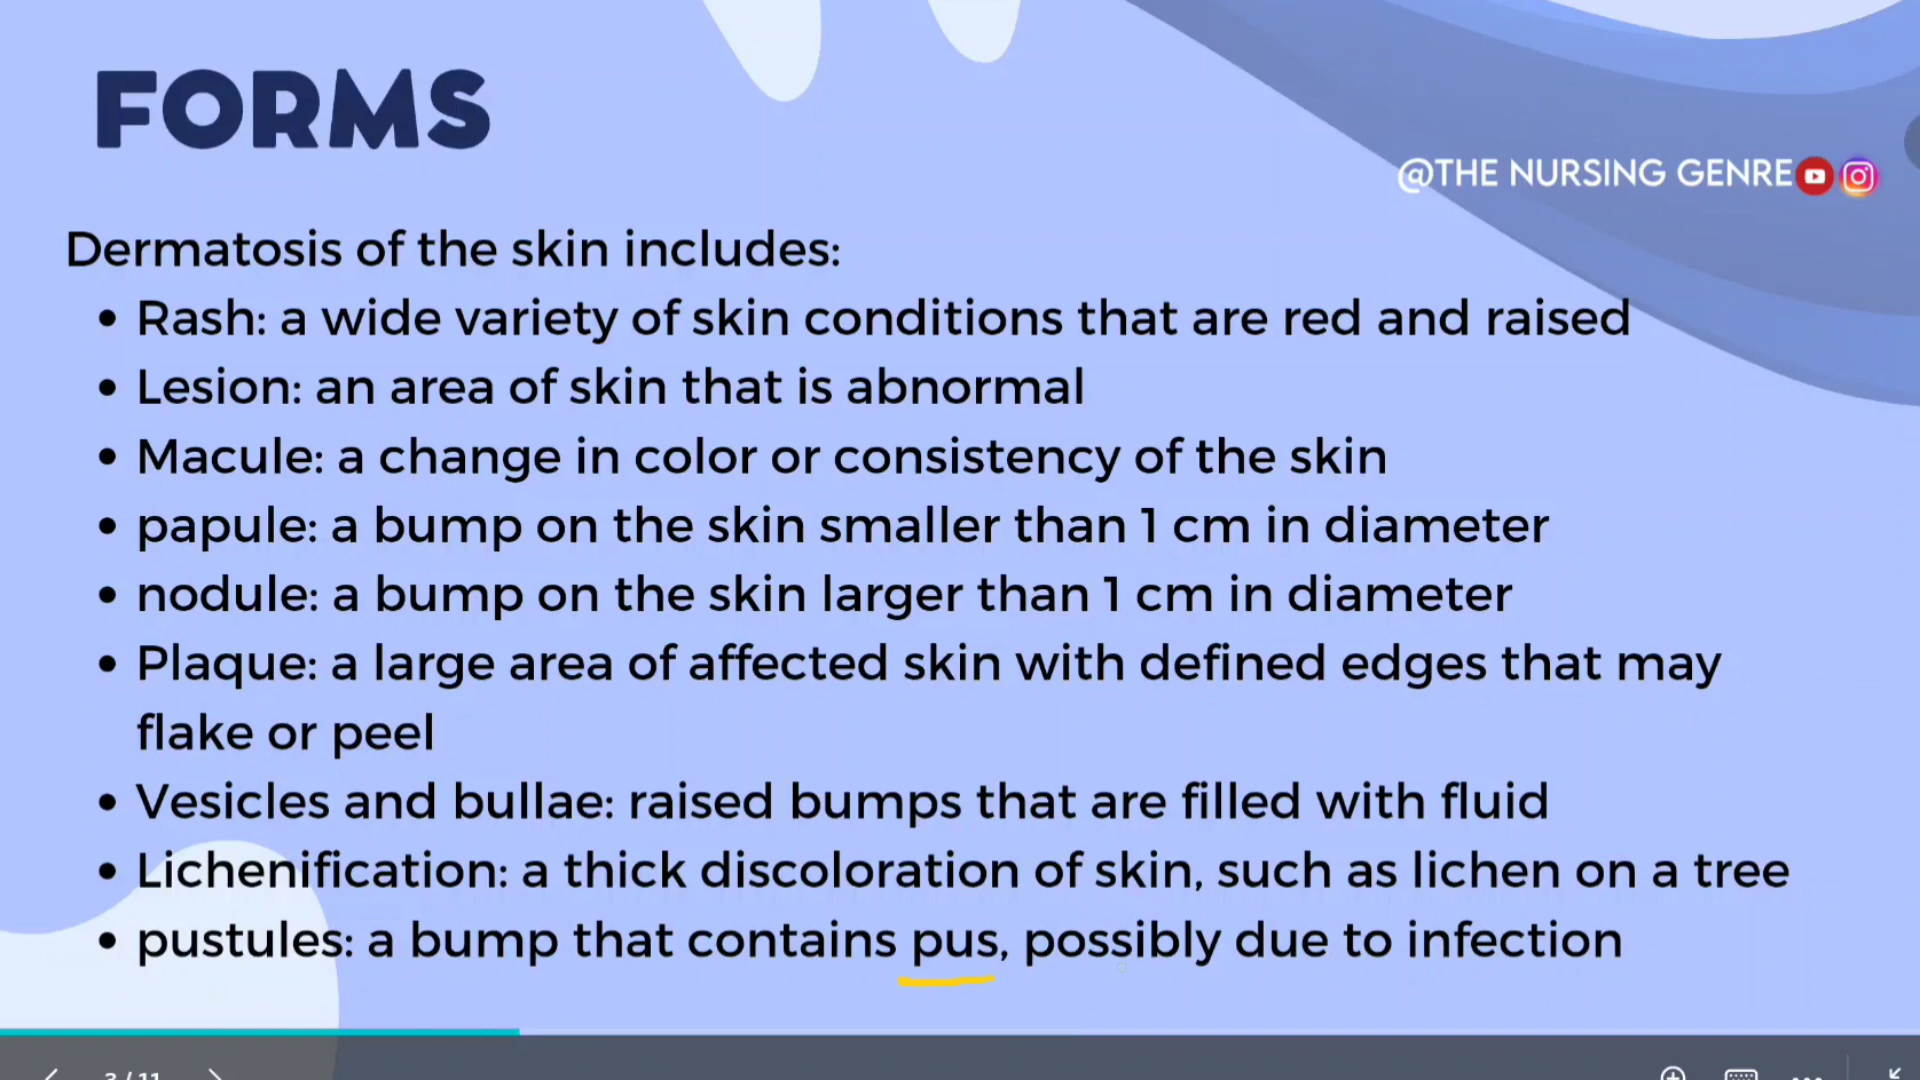 FORMS
@THE NURSING GENRE
Dermatosis of the skin includes:
• Rash: a wide variety of skin conditions that are red and raised
• Lesion: an area of skin that is abnormal
• Macule: a change in color or consistency of the skin
• papule: a bump on the skin smaller than 1 cm in diameter
• nodule: a bump on the skin larger than 1 cm in diameter
• Plaque: a large area of affected skin with defined edges that may
flake or peel
• Vesicles and bullae: raised bumps that are filled with fluid
• Lichenification: a thick discoloration of skin, such as lichen on a tree
• pustules: a bump that contains pus, possibly due to infection
3 / 11